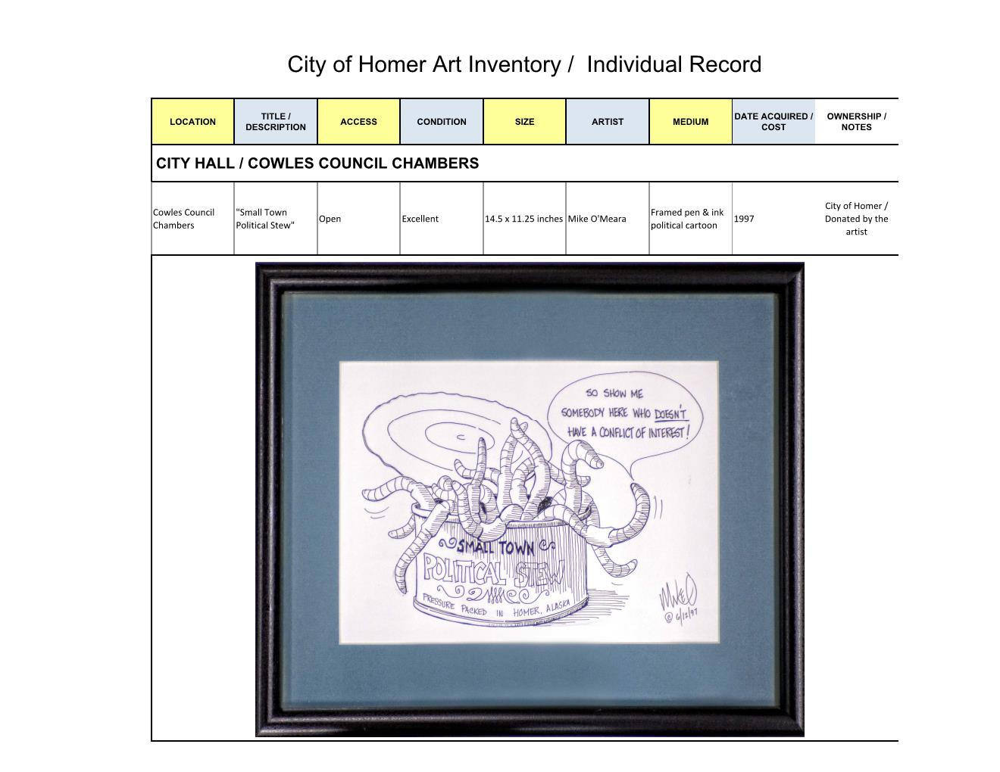 City of Homer Art Inventory /  Individual Record
LOCATION
TITLE /
DESCRIPTION
ACCESS
CONDITION
SIZE
ARTIST
MEDIUM
DATE ACQUIRED /
COST
OWNERSHIP /
NOTES
CITY HALL / COWLES COUNCIL CHAMBERS
Cowles Council
Chambers
"Small Town
Political Stew"
Open
Excellent
14.5 x 11.25 inches
Mike O'Meara
Framed pen & ink
political cartoon
1997
City of Homer /
Donated by the
artist
SO SHOW ME
SOMEBODY HERE WHO DOESN'T
HAVE A CONFLICT OF INTEREST!
SMALL TOWN
POLITICAL STEW
PRESSURE PACKED IN HOMER, ALASKA
MikeO
© 6/12/97